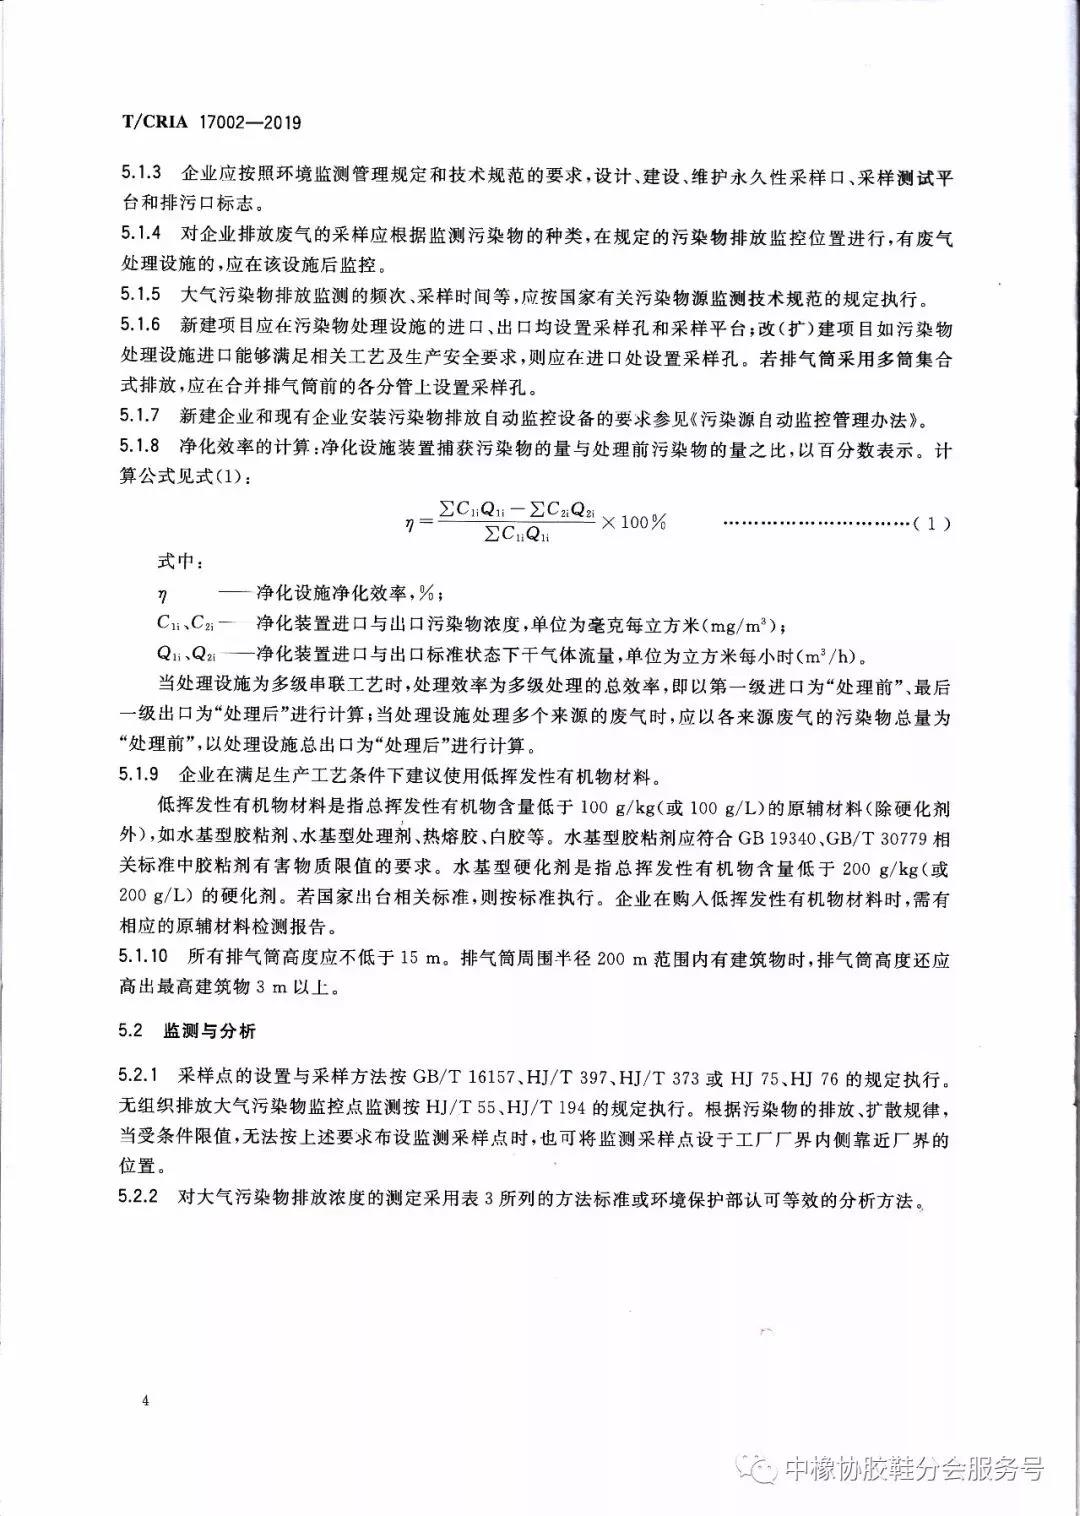 T/CRIA 17002—2019
5.1.3 企业应按照环境监测管理规定和技术规范的要求,设计、建设、维护永久性采样口、采样测试平
台和排污口标志。
5.1.4 对企业排放废气的采样应根据监测污染物的种类,在规定的污染物排放监控位置进行,有废气
处理设施的,应在该设施后监控。
5.1.5 大气污染物排放监测的频次、采样时间等,应按国家有关污染物源监测技术规范的规定执行。
5.1.6 新建项目应在污染物处理设施的进口、出口均设置采样孔和采样平台;改(扩)建项目如污染物
处理设施进口能够满足相关工艺及生产安全要求,则应在进口处设置采样孔。若排气筒采用多筒集合
式排放,应在合并排气筒前的各分管上设置采样孔。
5.1.7 新建企业和现有企业安装污染物排放自动监控设备的要求参见《污染源自动监控管理办法》。
5.1.8 净化效率的计算:净化设施装置捕获污染物的量与处理前污染物的量之比,以百分数表示。计
算公式见式(1):
η = (∑C1iQ1i − ∑C2iQ2i) / ∑C1iQ1i × 100% ……………………………( 1 )
式中:
η ——净化设施净化效率,%;
C1i、C2i — 净化装置进口与出口污染物浓度,单位为毫克每立方米(mg/m³);
Q1i、Q2i ——净化装置进口与出口标准状态下干气体流量,单位为立方米每小时(m³/h)。
当处理设施为多级串联工艺时,处理效率为多级处理的总效率,即以第一级进口为“处理前”、最后
一级出口为“处理后”进行计算;当处理设施处理多个来源的废气时,应以各来源废气的污染物总量为
“处理前”,以处理设施总出口为“处理后”进行计算。
5.1.9 企业在满足生产工艺条件下建议使用低挥发性有机物材料。
低挥发性有机物材料是指总挥发性有机物含量低于 100 g/kg(或 100 g/L)的原辅材料(除硬化剂
外),如水基型胶粘剂、水基型处理剂、热熔胶、白胶等。水基型胶粘剂应符合 GB 19340、GB/T 30779 相
关标准中胶粘剂有害物质限值的要求。水基型硬化剂是指总挥发性有机物含量低于 200 g/kg(或
200 g/L) 的硬化剂。若国家出台相关标准,则按标准执行。企业在购入低挥发性有机物材料时,需有
相应的原辅材料检测报告。
5.1.10 所有排气筒高度应不低于 15 m。排气筒周围半径 200 m 范围内有建筑物时,排气筒高度还应
高出最高建筑物 3 m 以上。
5.2 监测与分析
5.2.1 采样点的设置与采样方法按 GB/T 16157、HJ/T 397、HJ/T 373 或 HJ 75、HJ 76 的规定执行。
无组织排放大气污染物监控点监测按 HJ/T 55、HJ/T 194 的规定执行。根据污染物的排放、扩散规律,
当受条件限值,无法按上述要求布设监测采样点时,也可将监测采样点设于工厂厂界内侧靠近厂界的
位置。
5.2.2 对大气污染物排放浓度的测定采用表 3 所列的方法标准或环境保护部认可等效的分析方法。
4
中橡协胶鞋分会服务号